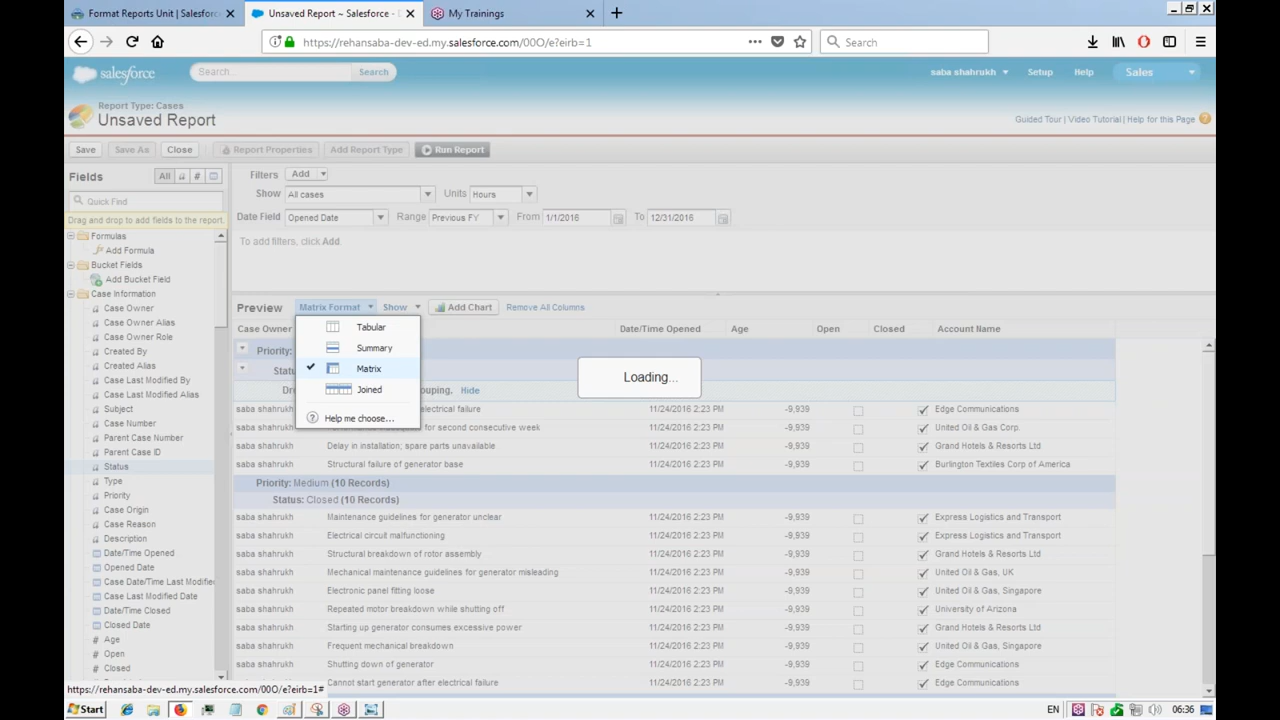 Format Reports Unit | Salesforc
Unsaved Report ~ Salesforce - D
My Trainings
https://rehansaba-dev-ed.my.salesforce.com/00O/e?eirb=1
Search
salesforce
Search...
Search
saba shahrukh
Setup
Help
Sales
Report Type: Cases
Unsaved Report
Guided Tour | Video Tutorial | Help for this Page
Save
Save As
Close
Report Properties
Add Report Type
Run Report
Fields
All
#
Quick Find
Drag and drop to add fields to the report.
Formulas
Add Formula
Bucket Fields
Add Bucket Field
Case Information
Case Owner
Case Owner Alias
Case Owner Role
Created By
Created Alias
Case Last Modified By
Case Last Modified Alias
Subject
Case Number
Parent Case Number
Parent Case ID
Status
Type
Priority
Case Origin
Case Reason
Description
Date/Time Opened
Opened Date
Case Date/Time Last Modified
Case Last Modified Date
Date/Time Closed
Closed Date
# Age
# Open
# Closed
Filters
Add
Show
All cases
Units
Hours
Date Field
Opened Date
Range
Previous FY
From
1/1/2016
To
12/31/2016
To add filters, click Add.
Preview
Matrix Format
Show
Add Chart
Remove All Columns
Tabular
Summary
Matrix
Joined
Help me choose...
Loading...
Case Owner Date/Time Opened Age Open Closed Account Name
Priority:
Statu
Dro
ouping. Hide
saba shahrukh electrical failure 11/24/2016 2:23 PM -9,939 Edge Communications
saba shahrukh for second consecutive week 11/24/2016 2:23 PM -9,939 United Oil & Gas Corp.
saba shahrukh Delay in installation; spare parts unavailable 11/24/2016 2:23 PM -9,939 Grand Hotels & Resorts Ltd
saba shahrukh Structural failure of generator base 11/24/2016 2:23 PM -9,939 Burlington Textiles Corp of America
Priority: Medium (10 Records)
Status: Closed (10 Records)
saba shahrukh Maintenance guidelines for generator unclear 11/24/2016 2:23 PM -9,939 Express Logistics and Transport
saba shahrukh Electrical circuit malfunctioning 11/24/2016 2:23 PM -9,939 Express Logistics and Transport
saba shahrukh Structural breakdown of rotor assembly 11/24/2016 2:23 PM -9,939 Grand Hotels & Resorts Ltd
saba shahrukh Mechanical maintenance guidelines for generator misleading 11/24/2016 2:23 PM -9,939 United Oil & Gas, UK
saba shahrukh Electronic panel fitting loose 11/24/2016 2:23 PM -9,939 United Oil & Gas, Singapore
saba shahrukh Repeated motor breakdown while shutting off 11/24/2016 2:23 PM -9,939 University of Arizona
saba shahrukh Starting up generator consumes excessive power 11/24/2016 2:23 PM -9,939 Grand Hotels & Resorts Ltd
saba shahrukh Frequent mechanical breakdown 11/24/2016 2:23 PM -9,939 United Oil & Gas, Singapore
saba shahrukh Shutting down of generator 11/24/2016 2:23 PM -9,939 Edge Communications
saba shahrukh Cannot start generator after electrical failure 11/24/2016 2:23 PM -9,939 Edge Communications
https://rehansaba-dev-ed.my.salesforce.com/00O/e?eirb=1#
Start
EN
06:36